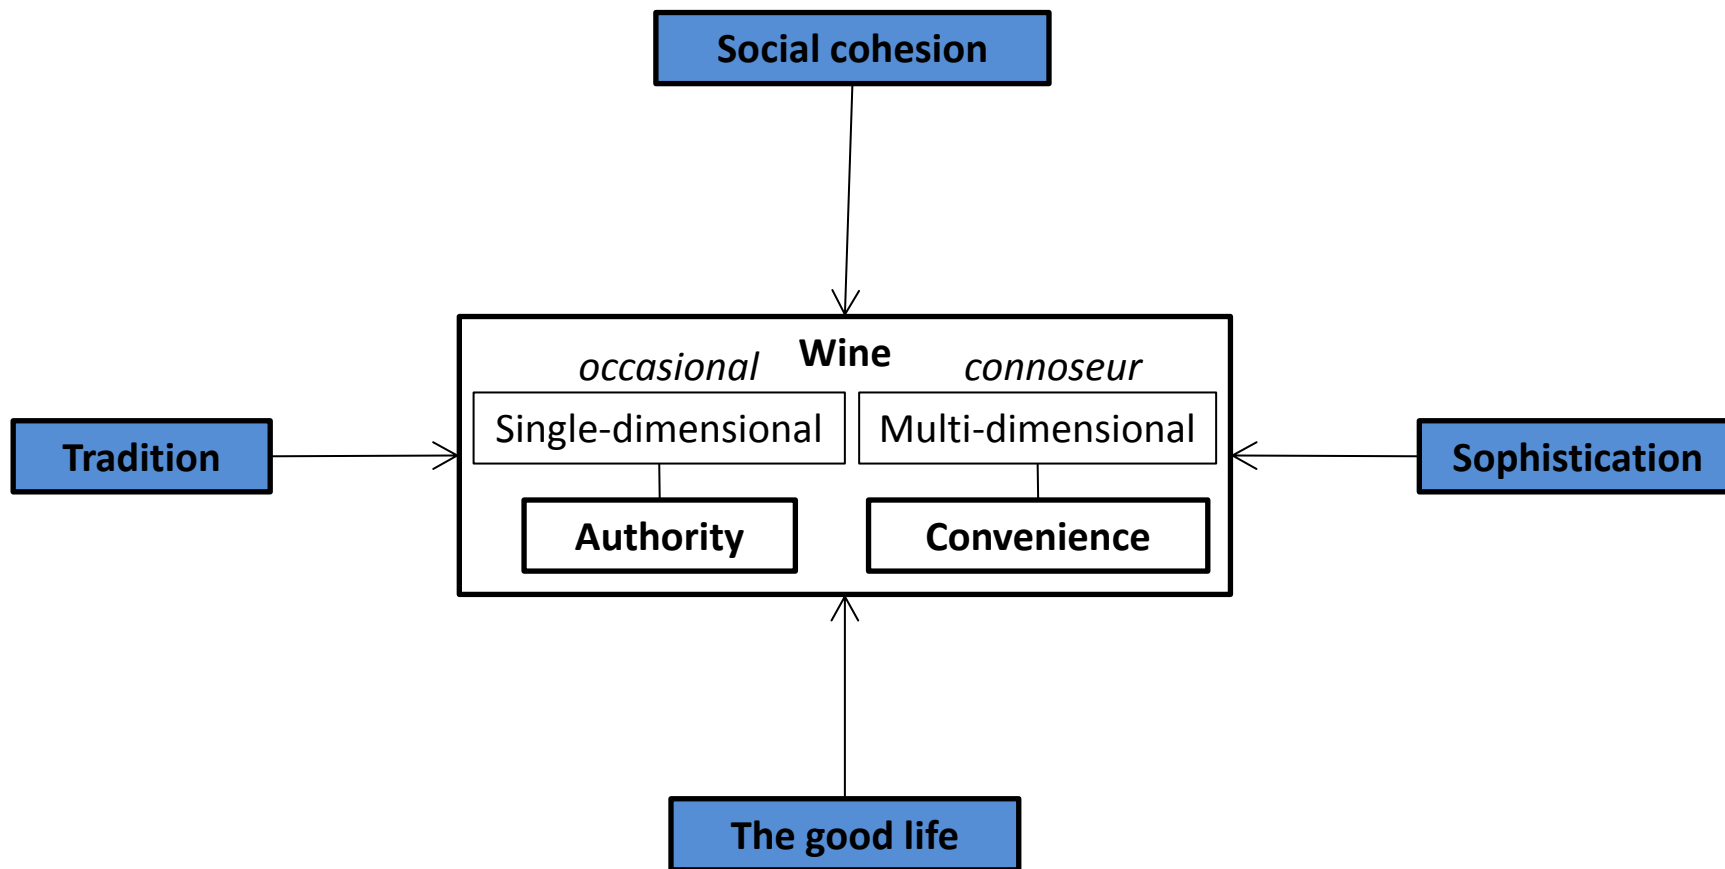 Social cohesion
Wine
occasional
connoseur
Single-dimensional
Multi-dimensional
Tradition
Sophistication
Authority
Convenience
The good life